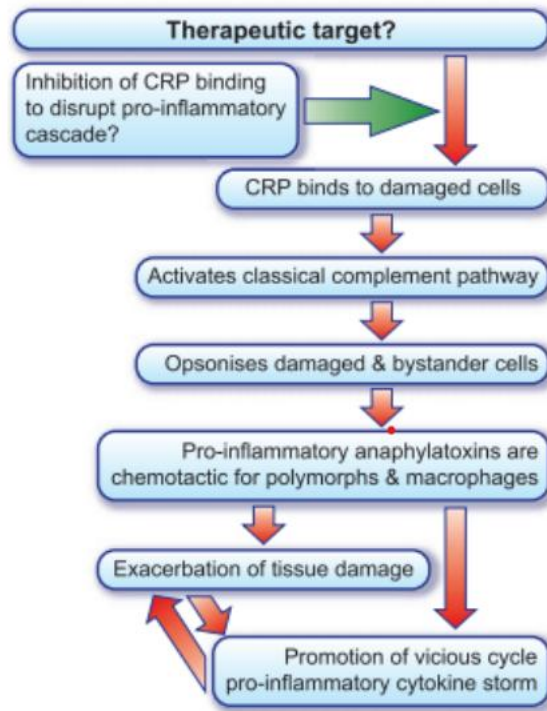 Therapeutic target?
Inhibition of CRP binding
to disrupt pro-inflammatory
cascade?
CRP binds to damaged cells
Activates classical complement pathway
Opsonises damaged & bystander cells
Pro-inflammatory anaphylatoxins are
chemotactic for polymorphs & macrophages
Exacerbation of tissue damage
Promotion of vicious cycle
pro-inflammatory cytokine storm